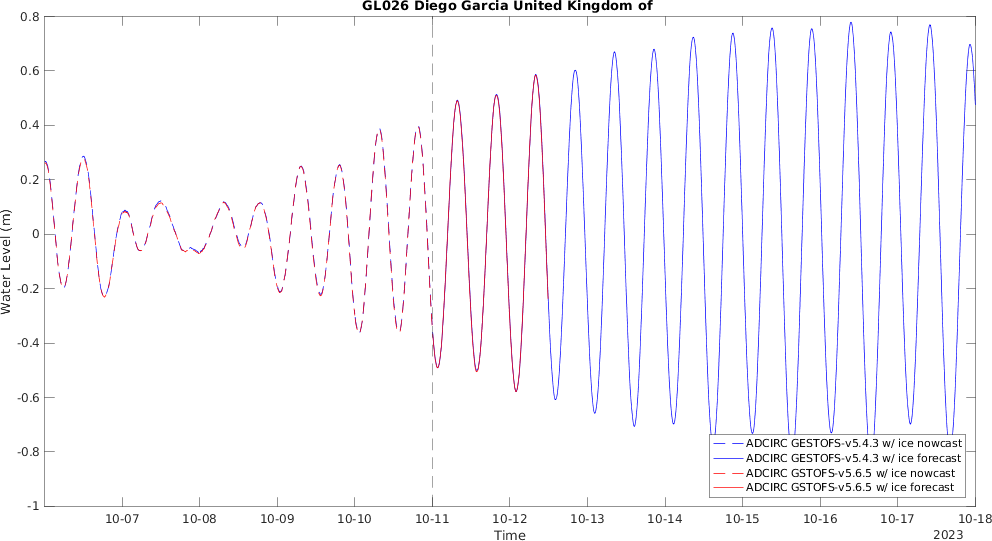 GL026 Diego Garcia United Kingdom of
0.8
0.6
0.4
0.2
0
-0.2
-0.4
-0.6
-0.8
-1
Water Level (m)
ADCIRC GESTOFS-v5.4.3 w/ ice nowcast
ADCIRC GESTOFS-v5.4.3 w/ ice forecast
ADCIRC GSTOFS-v5.6.5 w/ ice nowcast
ADCIRC GSTOFS-v5.6.5 w/ ice forecast
10-07 10-08 10-09 10-10 10-11 10-12 10-13 10-14 10-15 10-16 10-17 10-18
Time
2023